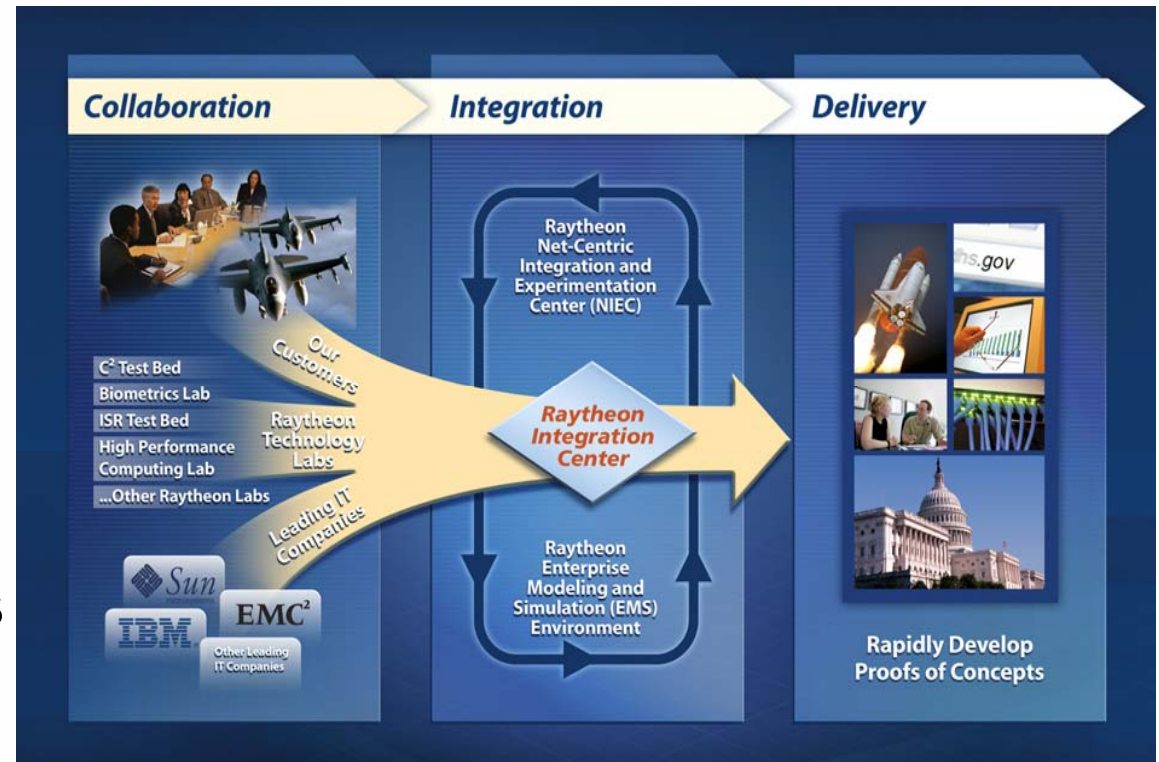 Collaboration
Integration
Delivery
Our
Customers
C² Test Bed
Biometrics Lab
ISR Test Bed
High Performance
Computing Lab
...Other Raytheon Labs
Raytheon
Technology
Labs
Leading IT
Companies
Sun
IBM
EMC²
Other Leading
IT Companies
Raytheon
Net-Centric
Integration and
Experimentation
Center (NIEC)
Raytheon
Integration
Center
Raytheon
Enterprise
Modeling and
Simulation (EMS)
Environment
hs.gov
Rapidly Develop
Proofs of Concepts